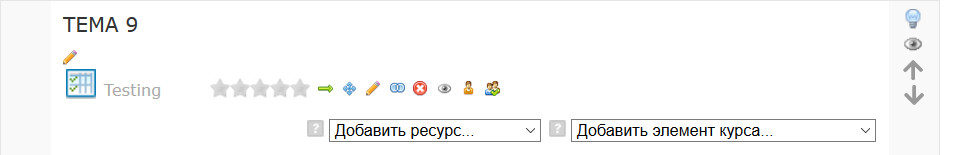 ТЕМА 9
Testing
? Добавить ресурс... ? Добавить элемент курса...